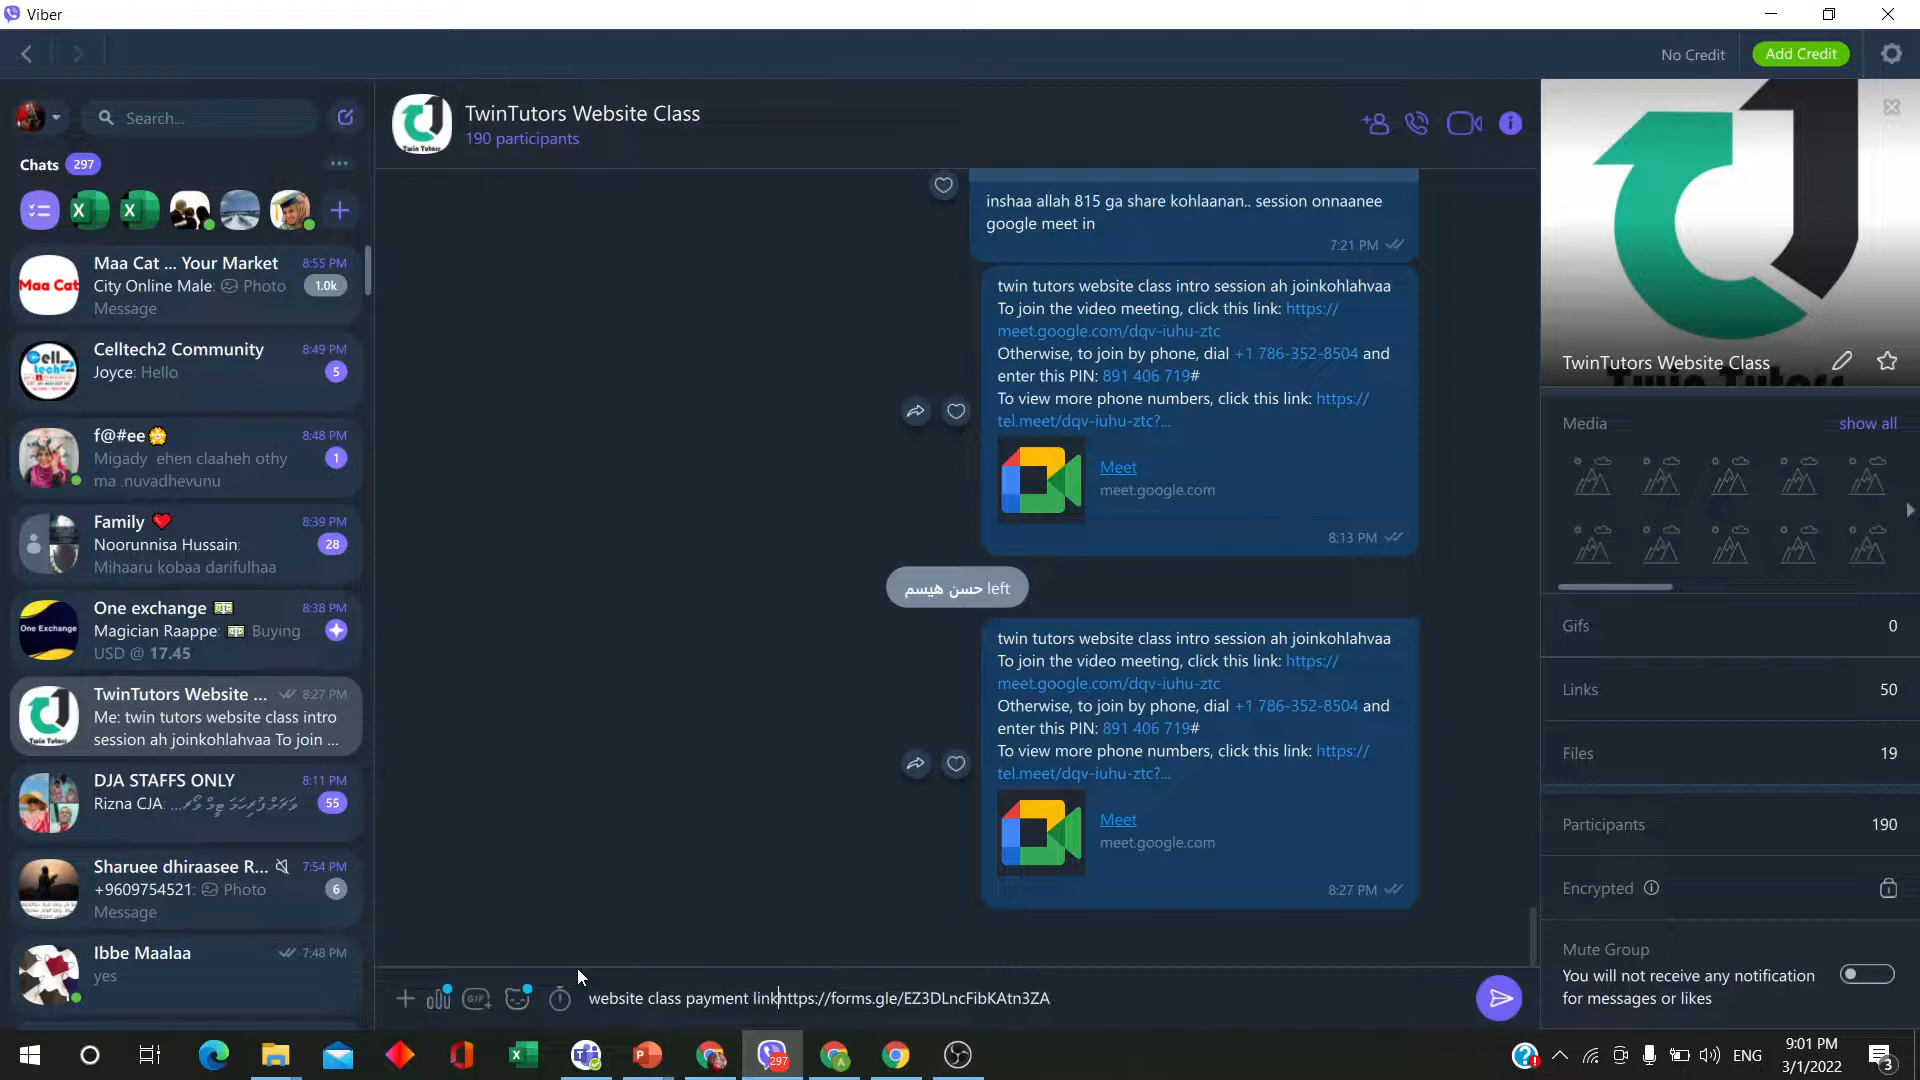 Viber
No Credit
Add Credit
Search...
Chats 297
Maa Cat ... Your Market 8:55 PM
City Online Male: Photo 1.0k
Message
Celltech2 Community 8:49 PM
Joyce: Hello 5
f@#ee 8:48 PM
Migady ehen claaheh othy 1
ma .nuvadhevunu
Family ❤️ 8:39 PM
Noorunnisa Hussain: 28
Mihaaru kobaa darifulhaa
One exchange 💵 8:38 PM
Magician Raappe: 💵 Buying
USD @ 17.45
One Exchange
TwinTutors Website ... 8:27 PM
Me: twin tutors website class intro
session ah joinkohlahvaa To join ...
DJA STAFFS ONLY 8:11 PM
Rizna CJA: 55
Sharuee dhiraasee R... 7:54 PM
+9609754521: Photo 6
Message
Ibbe Maalaa 7:48 PM
yes
Maa Cat
Cell
tech2
Twin Tutors
TwinTutors Website Class
190 participants
inshaa allah 815 ga share kohlaanan.. session onnaanee
google meet in
7:21 PM
twin tutors website class intro session ah joinkohlahvaa
To join the video meeting, click this link: https://
meet.google.com/dqv-iuhu-ztc
Otherwise, to join by phone, dial +1 786-352-8504 and
enter this PIN: 891 406 719#
To view more phone numbers, click this link: https://
tel.meet/dqv-iuhu-ztc?...
Meet
meet.google.com
8:13 PM
حسن هيسم left
twin tutors website class intro session ah joinkohlahvaa
To join the video meeting, click this link: https://
meet.google.com/dqv-iuhu-ztc
Otherwise, to join by phone, dial +1 786-352-8504 and
enter this PIN: 891 406 719#
To view more phone numbers, click this link: https://
tel.meet/dqv-iuhu-ztc?...
Meet
meet.google.com
8:27 PM
GIF
website class payment linkhttps://forms.gle/EZ3DLncFibKAtn3ZA
TwinTutors Website Class
Twin Tutors
Media show all
Gifs 0
Links 50
Files 19
Participants 190
Encrypted
Mute Group
You will not receive any notification
for messages or likes
297
ENG
9:01 PM
3/1/2022
3